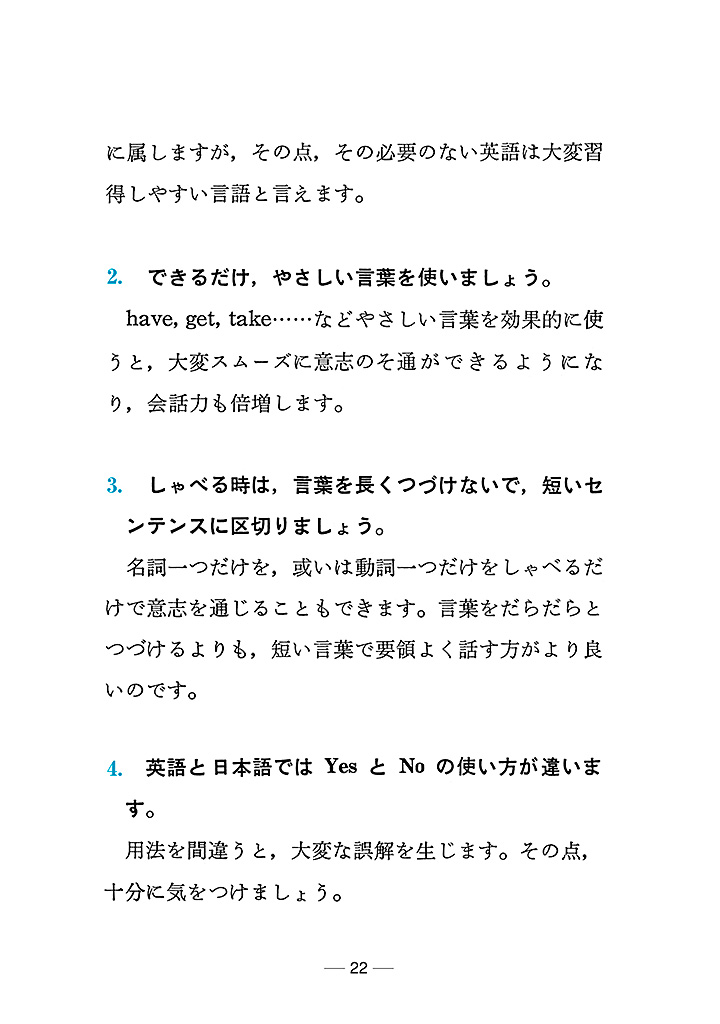 に属しますが，その点，その必要のない英語は大変習
得しやすい言語と言えます。
2. できるだけ，やさしい言葉を使いましょう。
have, get, take……などやさしい言葉を効果的に使
うと，大変スムーズに意志のそ通ができるようにな
り，会話力も倍増します。
3. しゃべる時は，言葉を長くつづけないで，短いセ
ンテンスに区切りましょう。
名詞一つだけを，或いは動詞一つだけをしゃべるだ
けで意志を通じることもできます。言葉をだらだらと
つづけるよりも，短い言葉で要領よく話す方がより良
いのです。
4. 英語と日本語では Yes と No の使い方が違いま
す。
用法を間違うと，大変な誤解を生じます。その点，
十分に気をつけましょう。
— 22 —